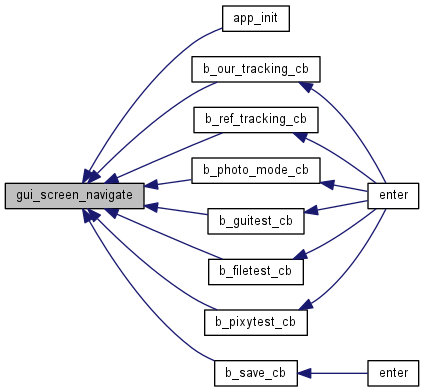 app_init
b_our_tracking_cb
b_ref_tracking_cb
b_photo_mode_cb
gui_screen_navigate
enter
b_guitest_cb
b_filetest_cb
b_pixytest_cb
b_save_cb
enter